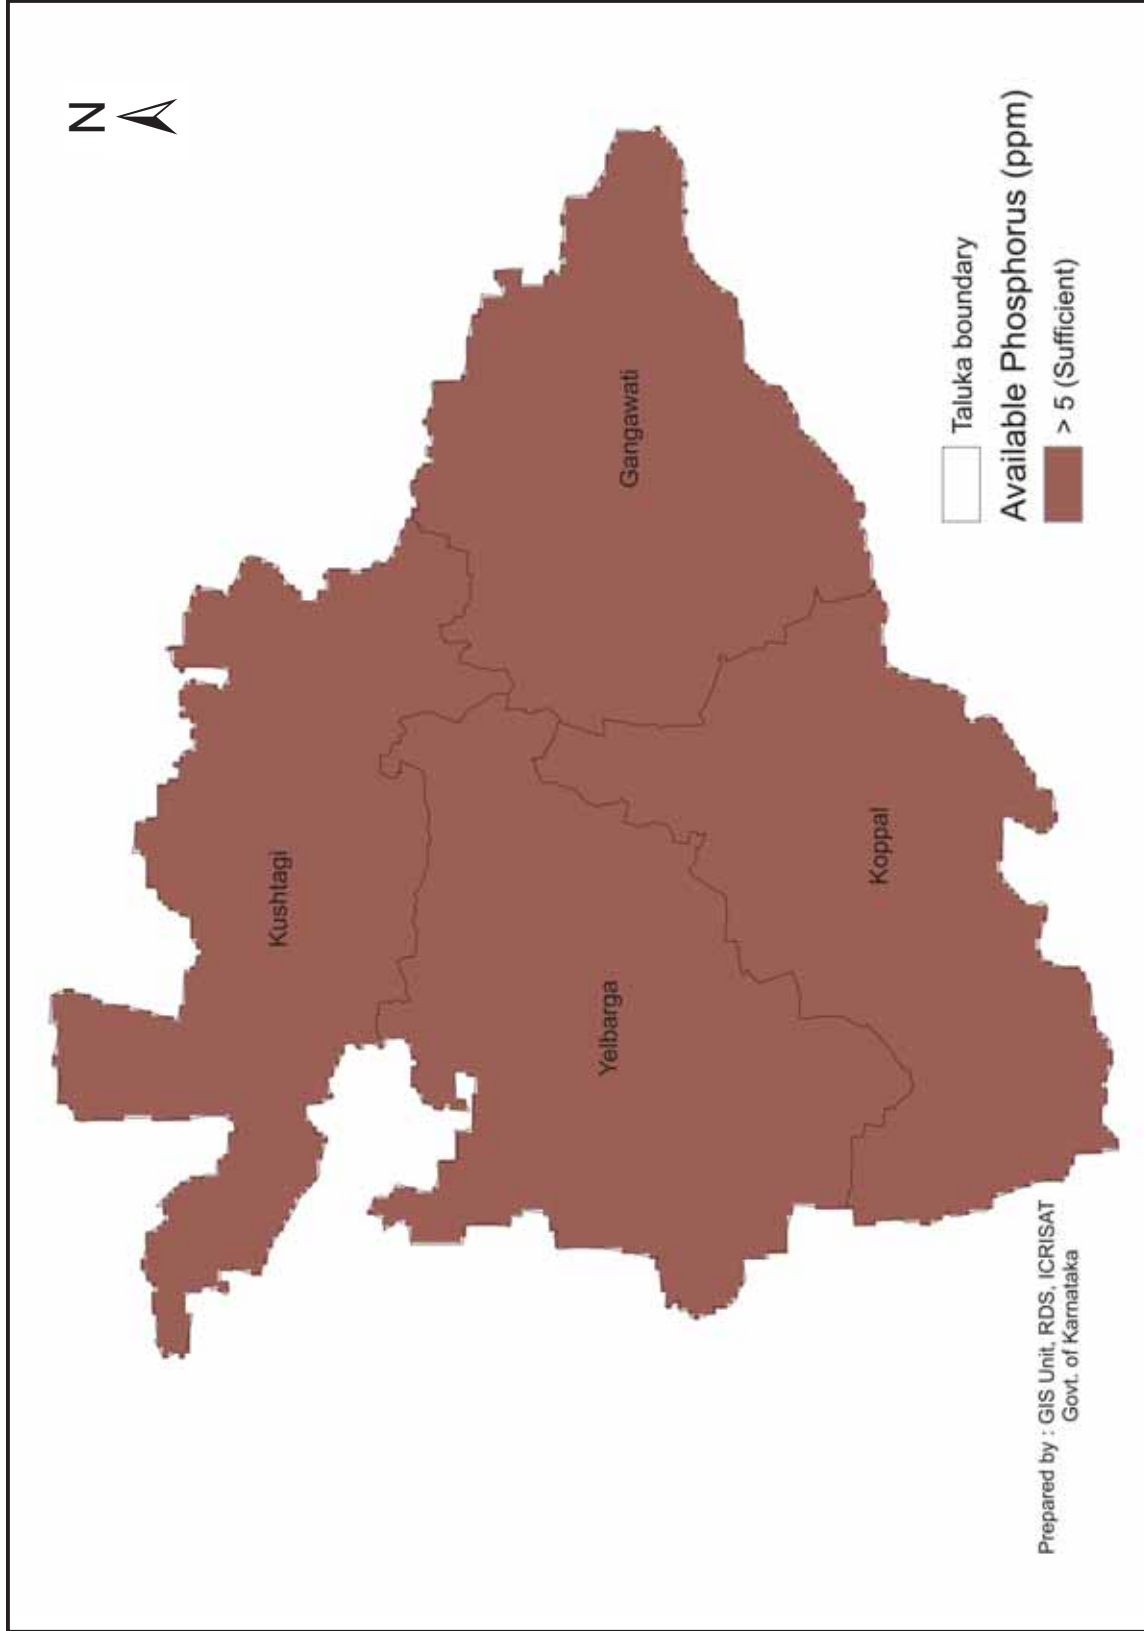 N
Kushtagi
Gangawati
Yelbarga
Koppal
Taluka boundary
Available Phosphorus (ppm)
> 5 (Sufficient)
Prepared by : GIS Unit, RDS, ICRISAT
Govt. of Karnataka